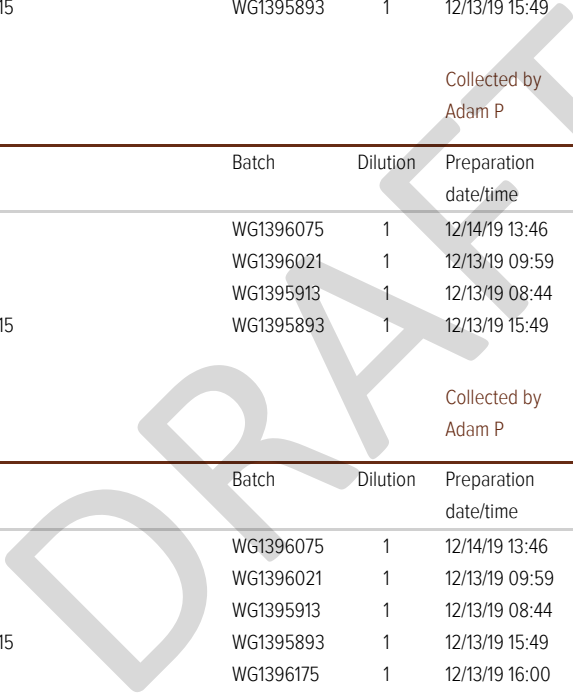 15 WG1395893 1 12/13/19 15:49
Collected by
Adam P
Batch Dilution Preparation
date/time
WG1396075 1 12/14/19 13:46
WG1396021 1 12/13/19 09:59
WG1395913 1 12/13/19 08:44
15 WG1395893 1 12/13/19 15:49
Collected by
Adam P
Batch Dilution Preparation
date/time
WG1396075 1 12/14/19 13:46
WG1396021 1 12/13/19 09:59
WG1395913 1 12/13/19 08:44
15 WG1395893 1 12/13/19 15:49
WG1396175 1 12/13/19 16:00
DRAFT